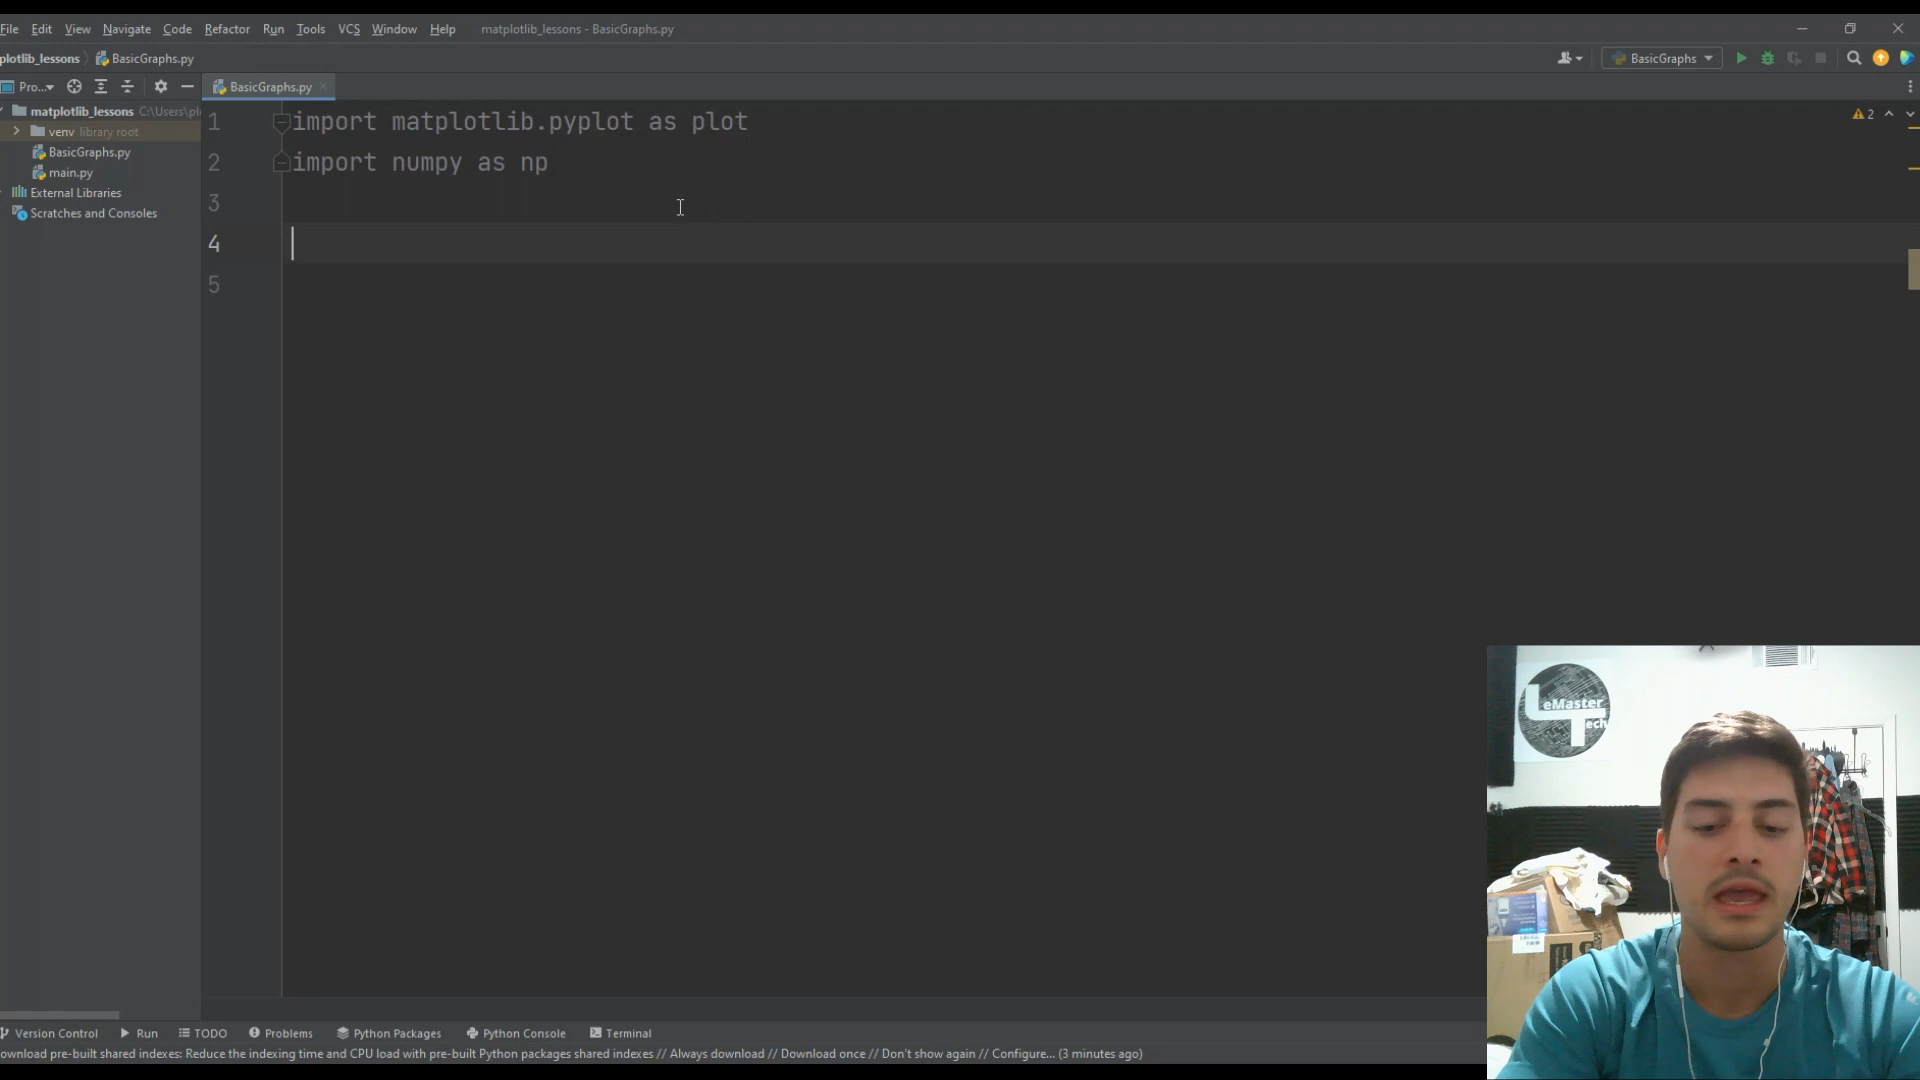 File Edit View Navigate Code Refactor Run Tools VCS Window Help matplotlib_lessons - BasicGraphs.py
plotlib_lessons BasicGraphs.py BasicGraphs
Pro... BasicGraphs.py
matplotlib_lessons C:\Users\pl
venv library root
BasicGraphs.py
main.py
External Libraries
Scratches and Consoles
1 import matplotlib.pyplot as plot
2 import numpy as np
3
4
5
2
eMaster
ech
Version Control Run TODO Problems Python Packages Python Console Terminal
ownload pre-built shared indexes: Reduce the indexing time and CPU load with pre-built Python packages shared indexes // Always download // Download once // Don't show again // Configure... (3 minutes ago)